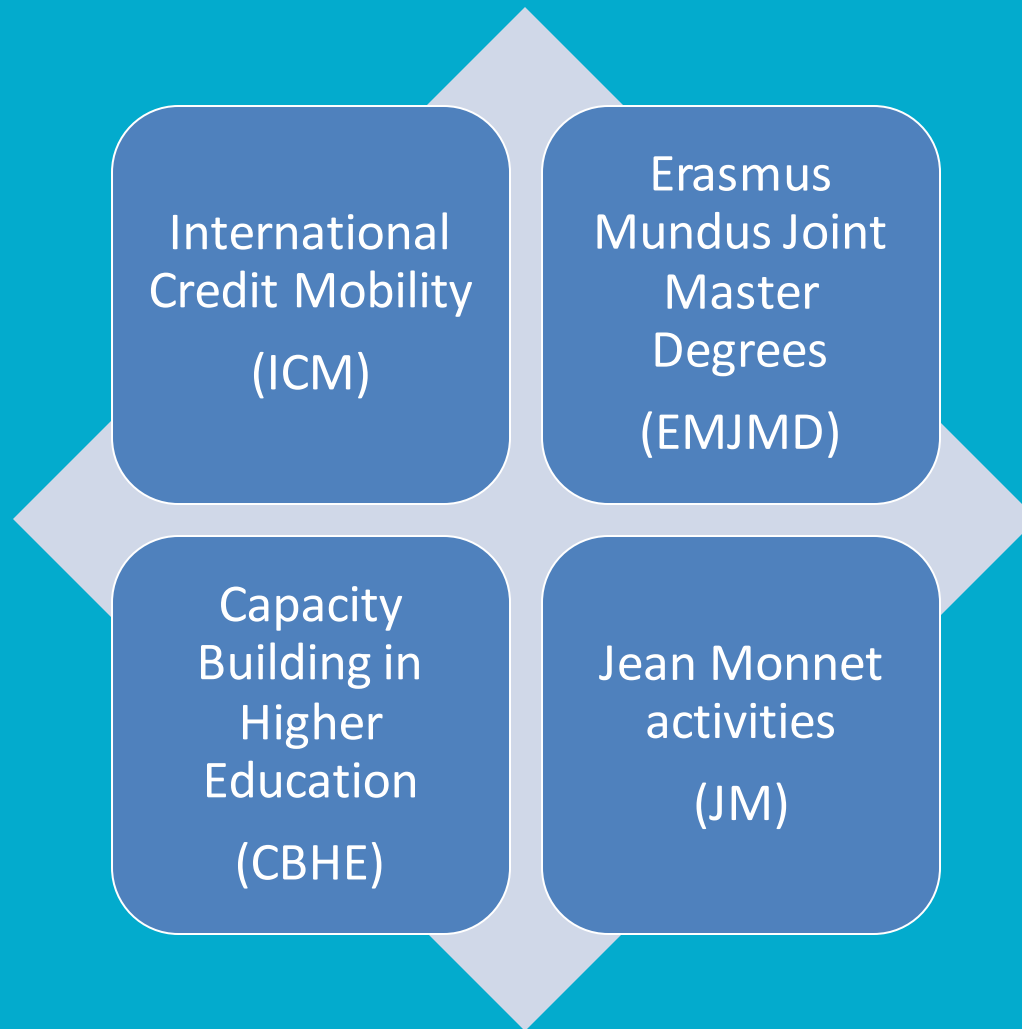 International
Credit Mobility
(ICM)
Erasmus
Mundus Joint
Master
Degrees
(EMJMD)
Capacity
Building in
Higher
Education
(CBHE)
Jean Monnet
activities
(JM)